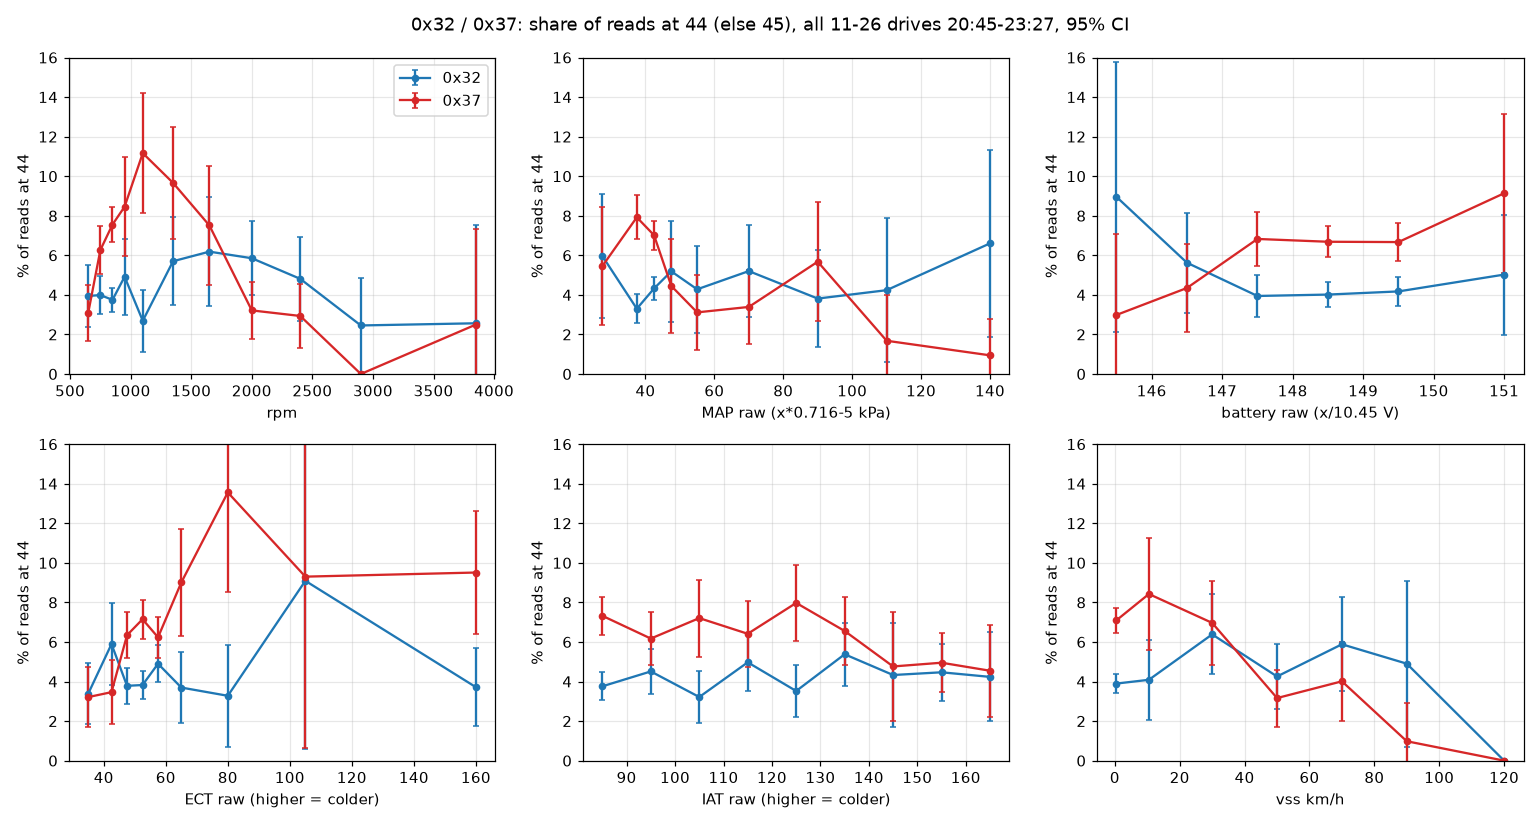 0x32 / 0x37: share of reads at 44 (else 45), all 11-26 drives 20:45-23:27, 95% CI
16
14
12
10
8
6
4
2
0
% of reads at 44
0x32
0x37
500 1000 1500 2000 2500 3000 3500 4000
rpm
16
14
12
10
8
6
4
2
0
% of reads at 44
40 60 80 100 120 140
MAP raw (x*0.716-5 kPa)
16
14
12
10
8
6
4
2
0
% of reads at 44
146 147 148 149 150 151
battery raw (x/10.45 V)
16
14
12
10
8
6
4
2
0
% of reads at 44
40 60 80 100 120 140 160
ECT raw (higher = colder)
16
14
12
10
8
6
4
2
0
% of reads at 44
90 100 110 120 130 140 150 160
IAT raw (higher = colder)
16
14
12
10
8
6
4
2
0
% of reads at 44
0 20 40 60 80 100 120
vss km/h